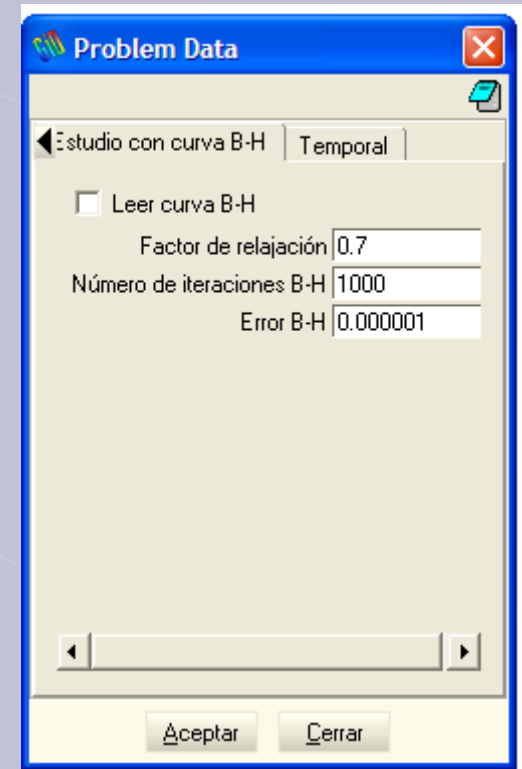 Problem Data
Estudio con curva B-H Temporal
Leer curva B-H
Factor de relajación 0.7
Número de iteraciones B-H 1000
Error B-H 0.000001
Aceptar Cerrar